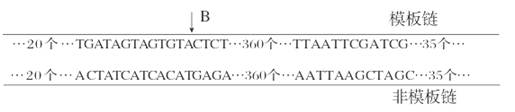 B 模板链
…20个…TGATAGTAGTGTACTCT…360个…TTAATTCGATCG…35个…
…20个…ACTATCATCACATGAGA…360个…AATTAAGCTAGC…35个…
非模板链